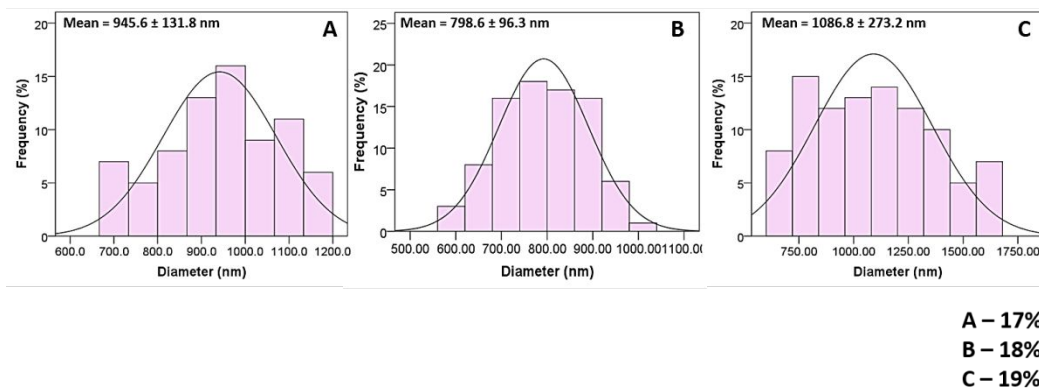 Mean = 945.6 ± 131.8 nm
A
Frequency (%)
20
15
10
5
0
600.0 700.0 800.0 900.0 1000.0 1100.0 1200.0
Diameter (nm)
Mean = 798.6 ± 96.3 nm
B
Frequency (%)
25
20
15
10
5
0
500.00 600.00 700.00 800.00 900.00 1000.00 1100.0
Diameter (nm)
Mean = 1086.8 ± 273.2 nm
C
Frequency (%)
20
15
10
5
0
750.00 1000.00 1250.00 1500.00 1750.00
Diameter (nm)
A – 17%
B – 18%
C – 19%